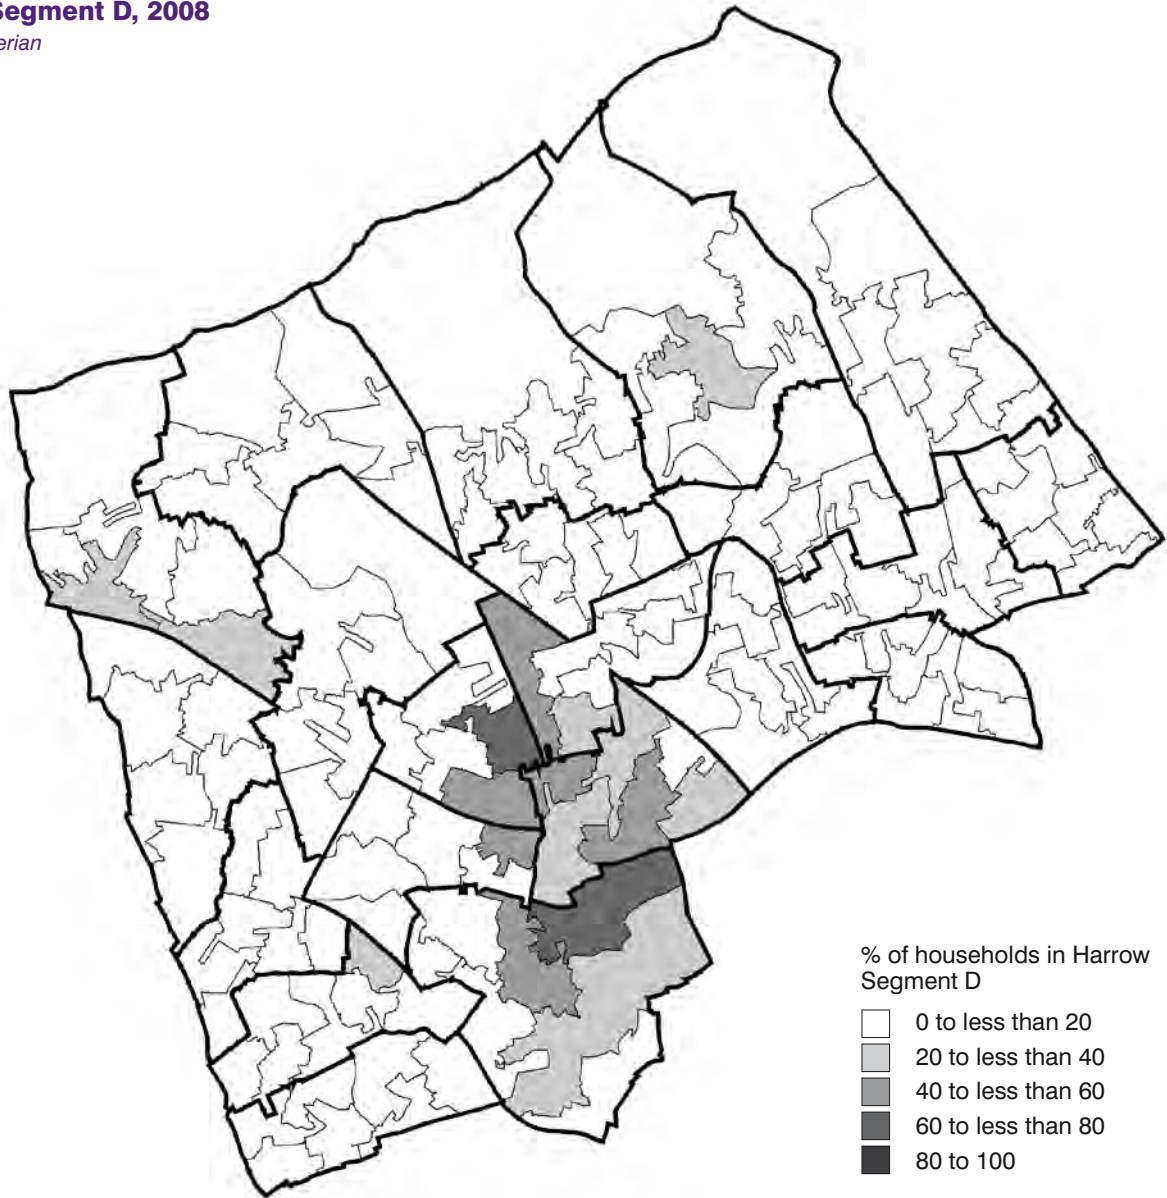 Segment D, 2008
erian
% of households in Harrow
Segment D
0 to less than 20
20 to less than 40
40 to less than 60
60 to less than 80
80 to 100